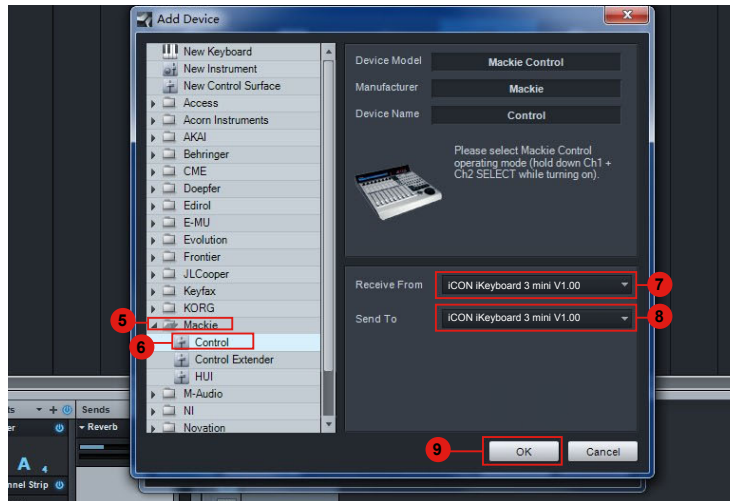 Add Device
New Keyboard
New Instrument
New Control Surface
Access
Acorn Instruments
AKAI
Behringer
CME
Doepfer
Edirol
E-MU
Evolution
Frontier
JLCooper
Keyfax
KORG
5
Mackie
6
Control
Control Extender
HUI
M-Audio
NI
Novation
Device Model
Mackie Control
Manufacturer
Mackie
Device Name
Control
Please select Mackie Control
operating mode (hold down Ch1 +
Ch2 SELECT while turning on).
Receive From
iCON iKeyboard 3 mini V1.00
7
Send To
iCON iKeyboard 3 mini V1.00
8
9
OK
Cancel
ts
Sends
er
Reverb
A 4
nnel Strip